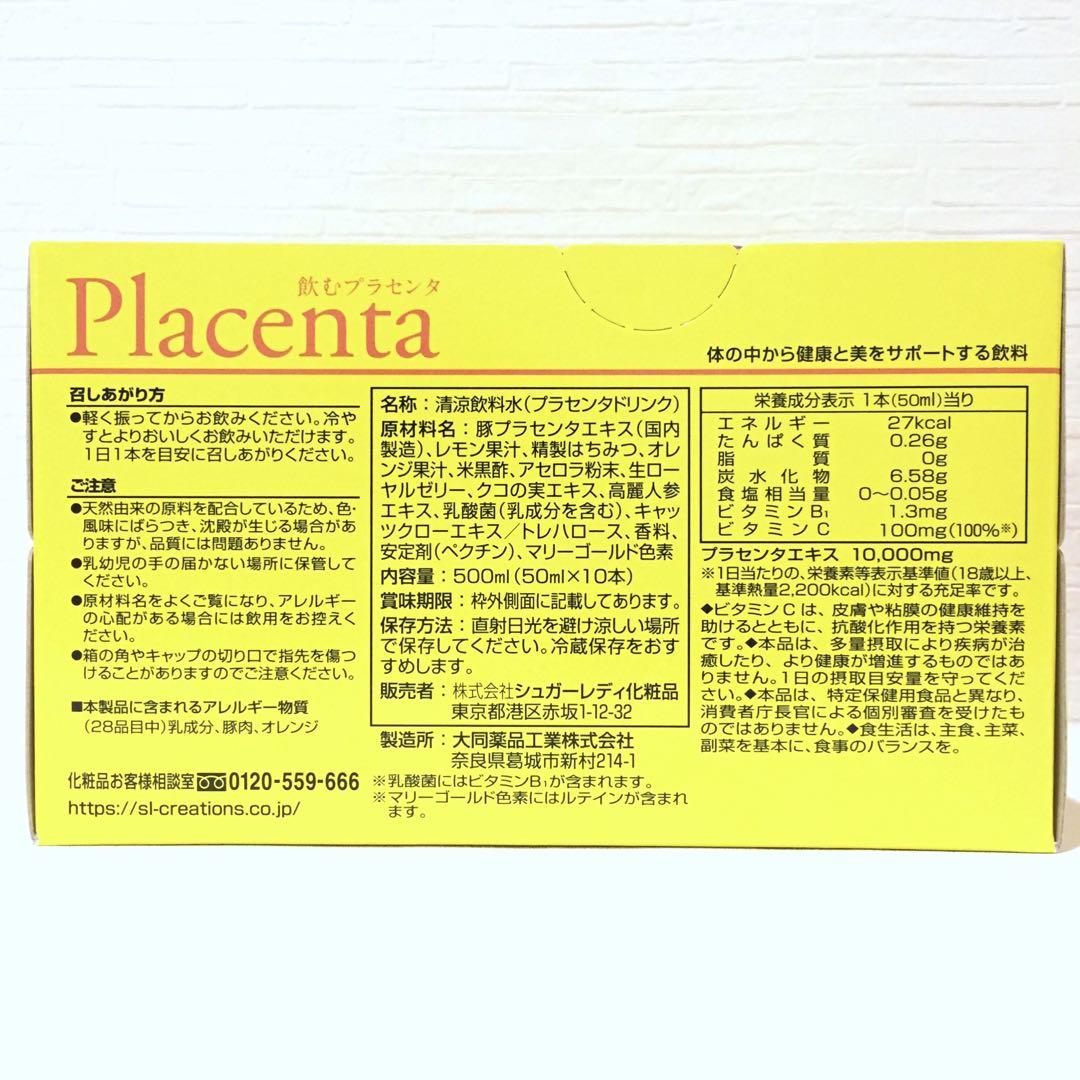 飲むプラセンタ
Placenta
体の中から健康と美をサポートする飲料
召しあがり方
●軽く振ってからお飲みください。冷や
すとよりおいしくお飲みいただけます。
1日1本を目安に召しあがりください。
ご注意
●天然由来の原料を配合しているため、色・
風味にばらつき、沈殿が生じる場合があ
りますが、品質には問題ありません。
●乳幼児の手の届かない場所に保管して
ください。
●原材料名をよくご覧になり、アレルギー
の心配がある場合には飲用をお控えく
ださい。
●箱の角やキャップの切り口で指先を傷つ
けることがありますのでご注意ください。
■本製品に含まれるアレルギー物質
（28品目中）乳成分、豚肉、オレンジ
化粧品お客様相談室 0120-559-666
https://sl-creations.co.jp/
名称：清涼飲料水（プラセンタドリンク）
原材料名：豚プラセンタエキス（国内
製造）、レモン果汁、精製はちみつ、オレ
ンジ果汁、米黒酢、アセロラ粉末、生ロー
ヤルゼリー、クコの実エキス、高麗人参
エキス、乳酸菌（乳成分を含む）、キャッ
ツクローエキス／トレハロース、香料、
安定剤（ペクチン）、マリーゴールド色素
内容量：500ml（50ml×10本）
賞味期限：枠外側面に記載してあります。
保存方法：直射日光を避け涼しい場所
で保存してください。冷蔵保存をおす
すめします。
販売者：株式会社シュガーレディ化粧品
東京都港区赤坂1-12-32
製造所：大同薬品工業株式会社
奈良県葛城市新村214-1
※乳酸菌にはビタミンB₁が含まれます。
※マリーゴールド色素にはルテインが含まれ
ます。
栄養成分表示 1本（50ml）当り
エネルギー 27kcal
たんぱく質 0.26g
脂質 0g
炭水化物 6.58g
食塩相当量 0〜0.05g
ビタミンB₁ 1.3mg
ビタミンC 100mg（100%※）
プラセンタエキス 10,000mg
※1日当たりの、栄養素等表示基準値（18歳以上、
基準熱量2,200kcal）に対する充足率です。
◆ビタミンCは、皮膚や粘膜の健康維持を
助けるとともに、抗酸化作用を持つ栄養素
です。◆本品は、多量摂取により疾病が治
癒したり、より健康が増進するものではあ
りません。1日の摂取目安量を守ってくだ
さい。◆本品は、特定保健用食品と異なり、
消費者庁長官による個別審査を受けたも
のではありません。◆食生活は、主食、主菜、
副菜を基本に、食事のバランスを。